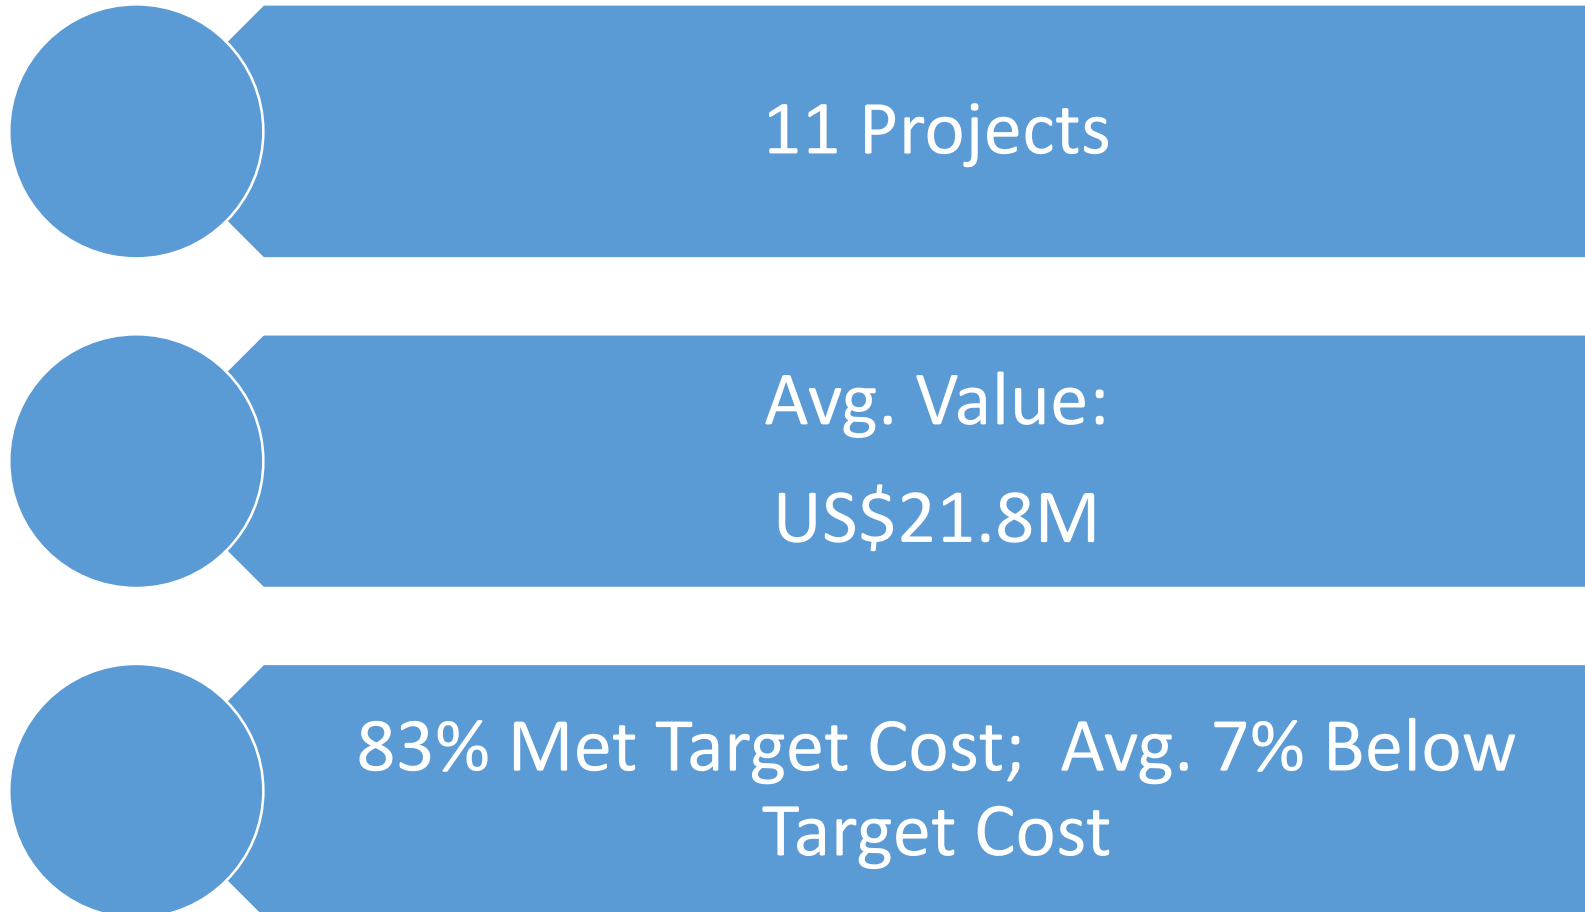 11 Projects
Avg. Value:
US$21.8M
83% Met Target Cost;  Avg. 7% Below
Target Cost